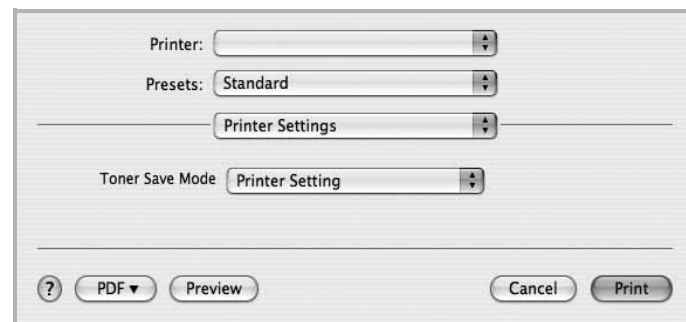 Printer:
Presets: Standard
Printer Settings
Toner Save Mode Printer Setting
? PDF ▾ Preview Cancel Print